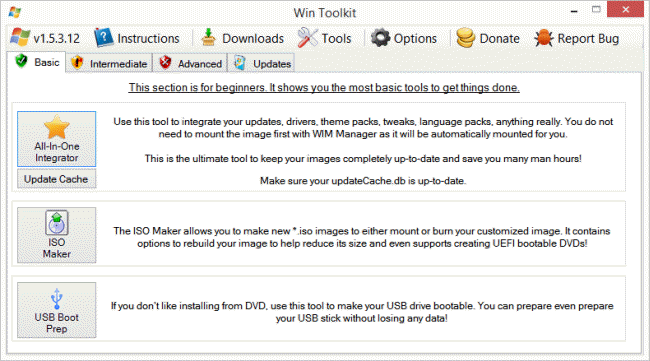 Win Toolkit
v1.5.3.12 Instructions Downloads Tools Options Donate Report Bug
Basic Intermediate Advanced Updates
This section is for beginners. It shows you the most basic tools to get things done.
Use this tool to integrate your updates, drivers, theme packs, tweaks, language packs, anything really. You do not
need to mount the image first with WIM Manager as it will be automatically mounted for you.
All-In-One
Integrator
This is the ultimate tool to keep your images completely up-to-date and save you many man hours!
Update Cache
Make sure your updateCache.db is up-to-date.
The ISO Maker allows you to make new *.iso images to either mount or burn your customized image. It contains
options to rebuild your image to help reduce its size and even supports creating UEFI bootable DVDs!
ISO
Maker
If you don't like installing from DVD, use this tool to make your USB drive bootable. You can prepare even prepare
your USB stick without losing any data!
USB Boot
Prep